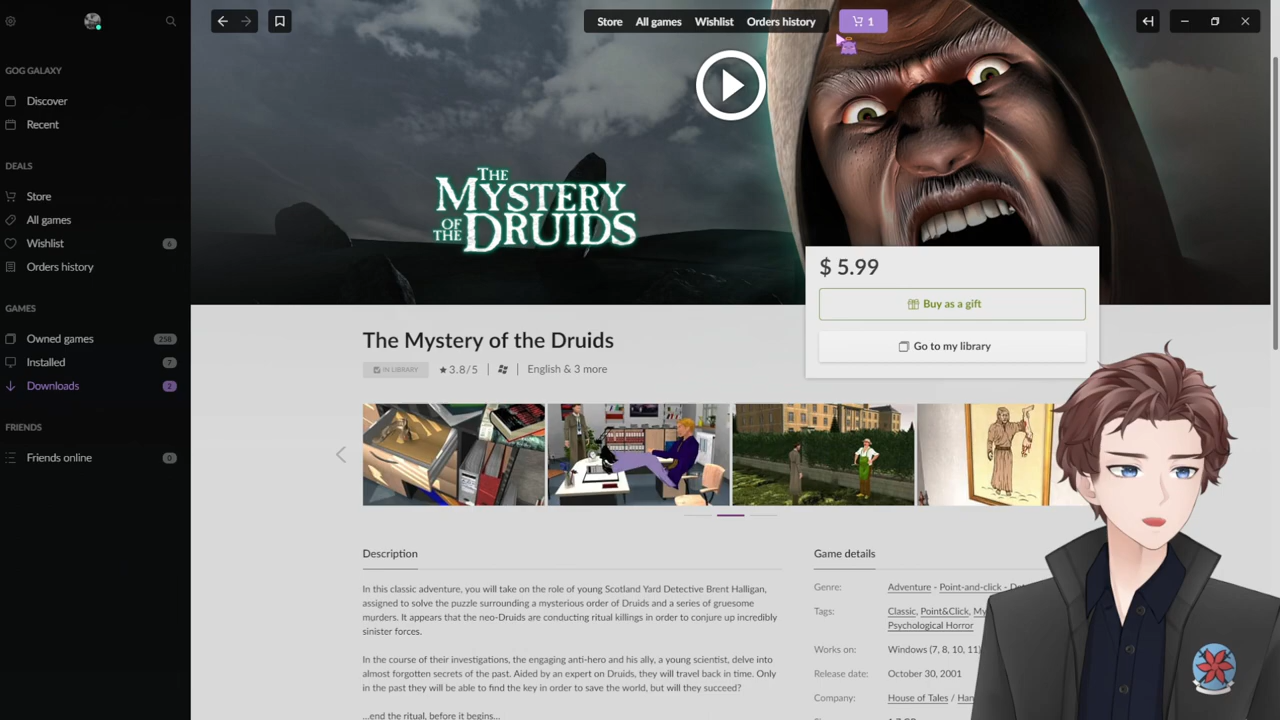 Store All games Wishlist Orders history 1
GOG GALAXY
Discover
Recent
DEALS
Store
All games
Wishlist 6
Orders history
GAMES
Owned games 256
Installed 7
Downloads 2
FRIENDS
Friends online 0
THE
MYSTERY
OF THE DRUIDS
$ 5.99
Buy as a gift
Go to my library
The Mystery of the Druids
IN LIBRARY 3.8/5 English & 3 more
Description
In this classic adventure, you will take on the role of young Scotland Yard Detective Brent Halligan,
assigned to solve the puzzle surrounding a mysterious order of Druids and a series of gruesome
murders. It appears that the neo-Druids are conducting ritual killings in order to conjure up incredibly
sinister forces.
In the course of their investigations, the engaging anti-hero and his ally, a young scientist, delve into
almost forgotten secrets of the past. Aided by an expert on Druids, they will travel back in time. Only
in the past they will be able to find the key in order to save the world, but will they succeed?
...end the ritual, before it begins...
Game details
Genre: Adventure - Point-and-click -
Tags: Classic, Point&Click,
Psychological Horror
Works on: Windows (7, 8, 10, 11)
Release date: October 30, 2001
Company: House of Tales /